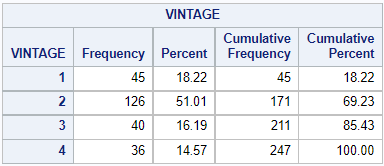 VINTAGE
VINTAGE Frequency Percent Cumulative Frequency Cumulative Percent
1 45 18.22 45 18.22
2 126 51.01 171 69.23
3 40 16.19 211 85.43
4 36 14.57 247 100.00